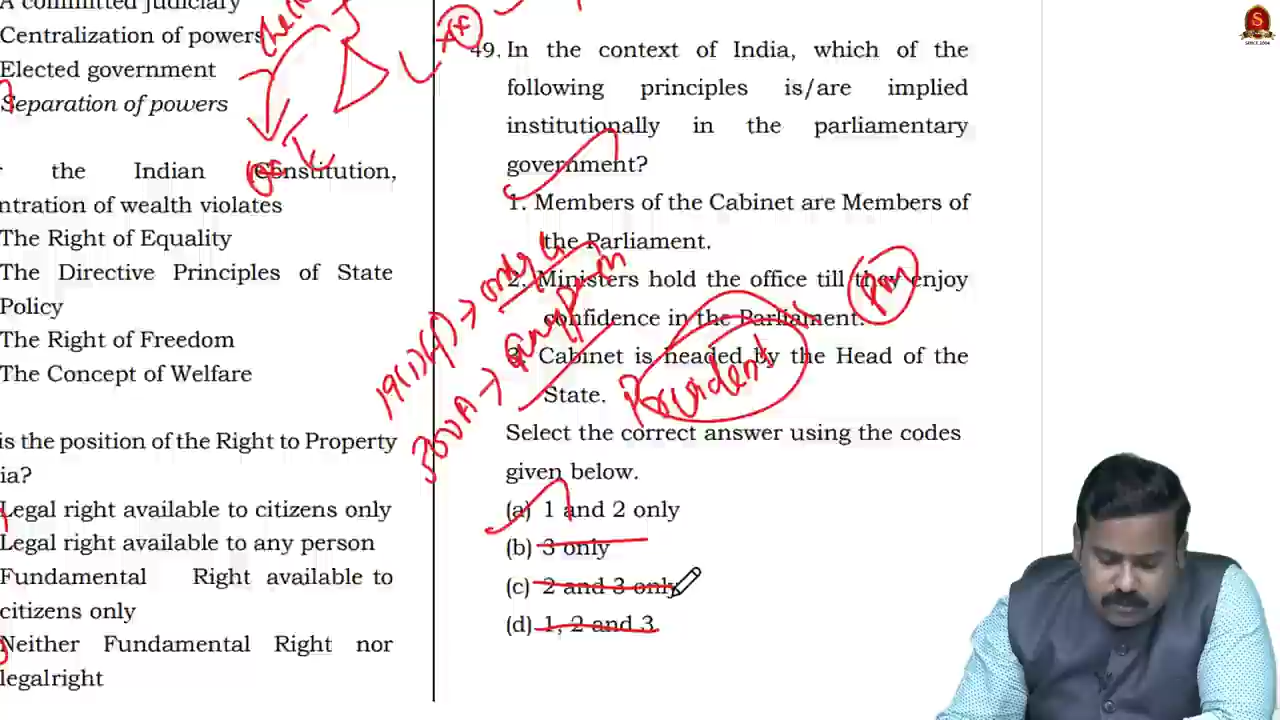 A committed judiciary
Centralization of powers
Elected government
Separation of powers
the Indian Constitution,
ntration of wealth violates
The Right of Equality
The Directive Principles of State
Policy
The Right of Freedom
The Concept of Welfare
is the position of the Right to Property
ia?
Legal right available to citizens only
Legal right available to any person
Fundamental Right available to
citizens only
Neither Fundamental Right nor
legalright
49. In the context of India, which of the
following principles is/are implied
institutionally in the parliamentary
government?
1. Members of the Cabinet are Members of
the Parliament.
2. Ministers hold the office till they enjoy
confidence in the Parliament.
3. Cabinet is headed by the Head of the
State.
Select the correct answer using the codes
given below.
(a) 1 and 2 only
(b) 3 only
(c) 2 and 3 only
(d) 1, 2 and 3
PM
President
300A → any
SINCE 2004